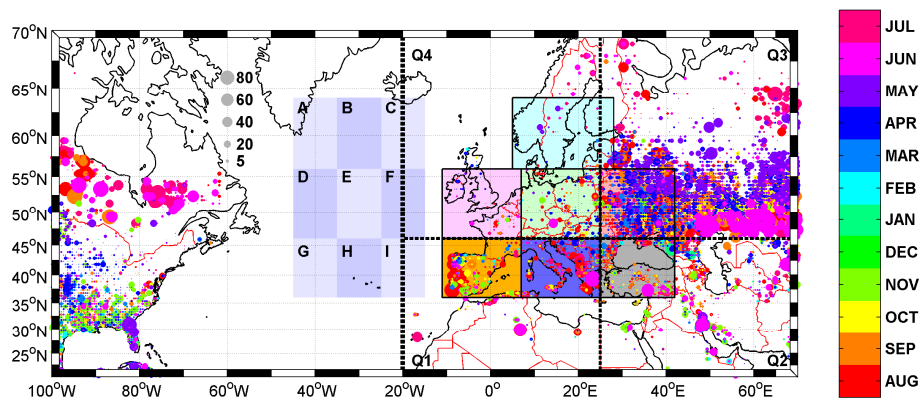 70°N
65°N
60°N
55°N
50°N
45°N
40°N
35°N
30°N
25°N
100°W
80°W
60°W
40°W
20°W
0°
20°E
40°E
60°E
Q4
Q3
Q1
Q2
80
60
40
20
5
A B C
D E F
G H I
JUL
JUN
MAY
APR
MAR
FEB
JAN
DEC
NOV
OCT
SEP
AUG